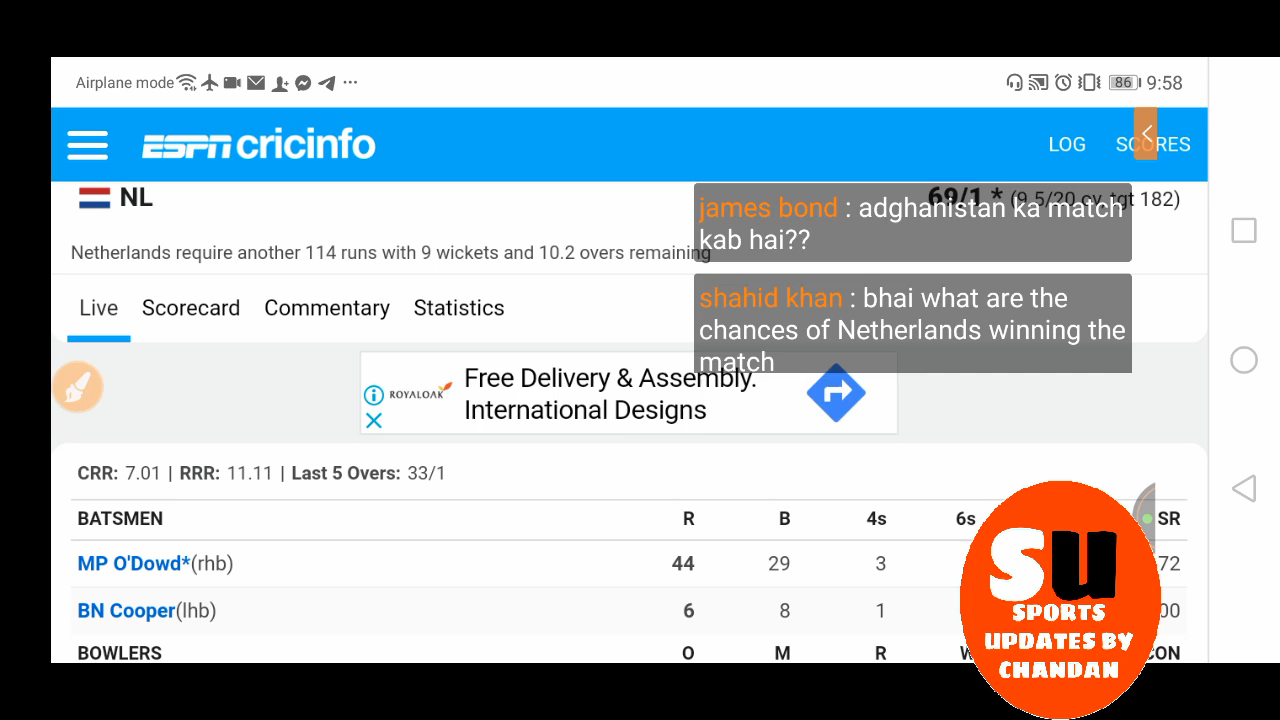 Airplane mode ... 86 9:58
ESPN cricinfo LOG SCORES
NL 69/1 * (9.5/20 ov, tgt 182)
james bond : adghanistan ka match
kab hai??
Netherlands require another 114 runs with 9 wickets and 10.2 overs remaining
shahid khan : bhai what are the
chances of Netherlands winning the
match
Live Scorecard Commentary Statistics
ROYALOAK
Free Delivery & Assembly.
International Designs
CRR: 7.01 | RRR: 11.11 | Last 5 Overs: 33/1
BATSMEN R B 4s 6s SR
MP O'Dowd*(rhb) 44 29 3 72
BN Cooper(lhb) 6 8 1 00
BOWLERS O M R W CON
SU
SPORTS
UPDATES BY
CHANDAN